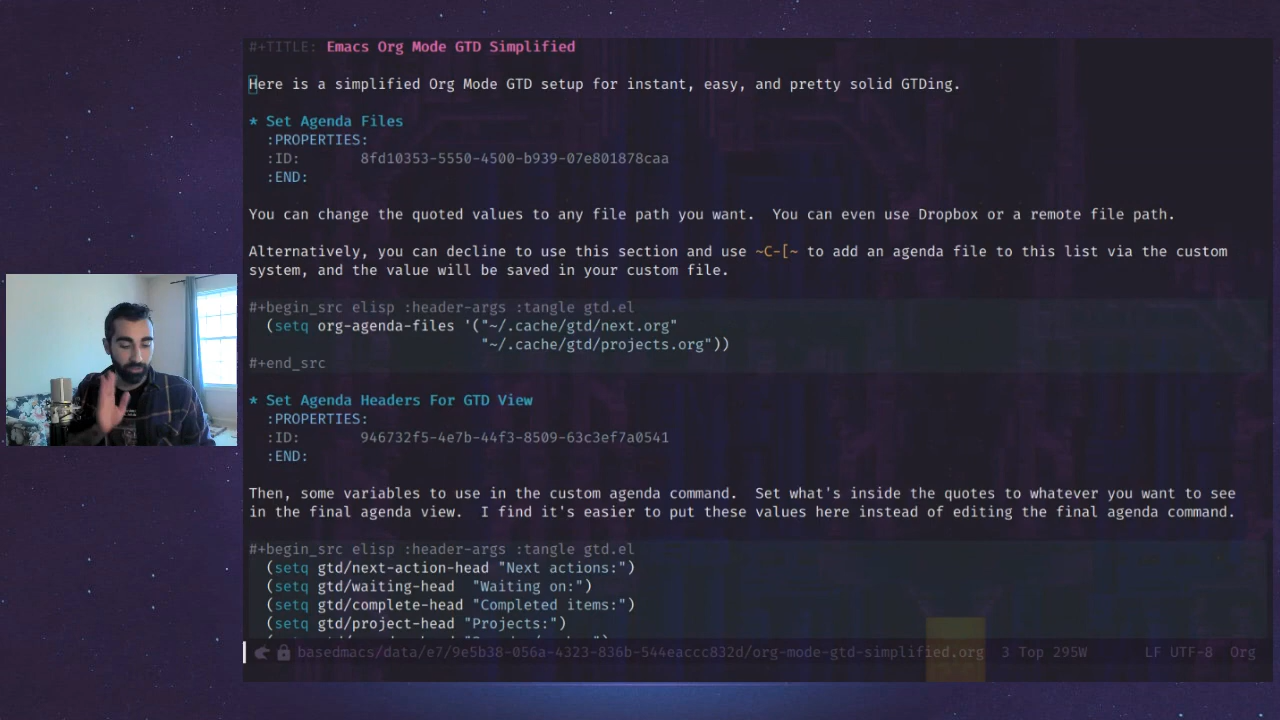 #+TITLE: Emacs Org Mode GTD Simplified
Here is a simplified Org Mode GTD setup for instant, easy, and pretty solid GTDing.
* Set Agenda Files
:PROPERTIES:
:ID: 8fd10353-5550-4500-b939-07e801878caa
:END:
You can change the quoted values to any file path you want. You can even use Dropbox or a remote file path.
Alternatively, you can decline to use this section and use ~C-[~ to add an agenda file to this list via the custom
system, and the value will be saved in your custom file.
#+begin_src elisp :header-args :tangle gtd.el
(setq org-agenda-files '("~/.cache/gtd/next.org"
"~/.cache/gtd/projects.org"))
#+end_src
* Set Agenda Headers For GTD View
:PROPERTIES:
:ID: 946732f5-4e7b-44f3-8509-63c3ef7a0541
:END:
Then, some variables to use in the custom agenda command. Set what's inside the quotes to whatever you want to see
in the final agenda view. I find it's easier to put these values here instead of editing the final agenda command.
#+begin_src elisp :header-args :tangle gtd.el
(setq gtd/next-action-head "Next actions:")
(setq gtd/waiting-head "Waiting on:")
(setq gtd/complete-head "Completed items:")
(setq gtd/project-head "Projects:")
basedmacs/data/e7/9e5b38-056a-4323-836b-544eaccc832d/org-mode-gtd-simplified.org 3 Top 295W LF UTF-8 Org